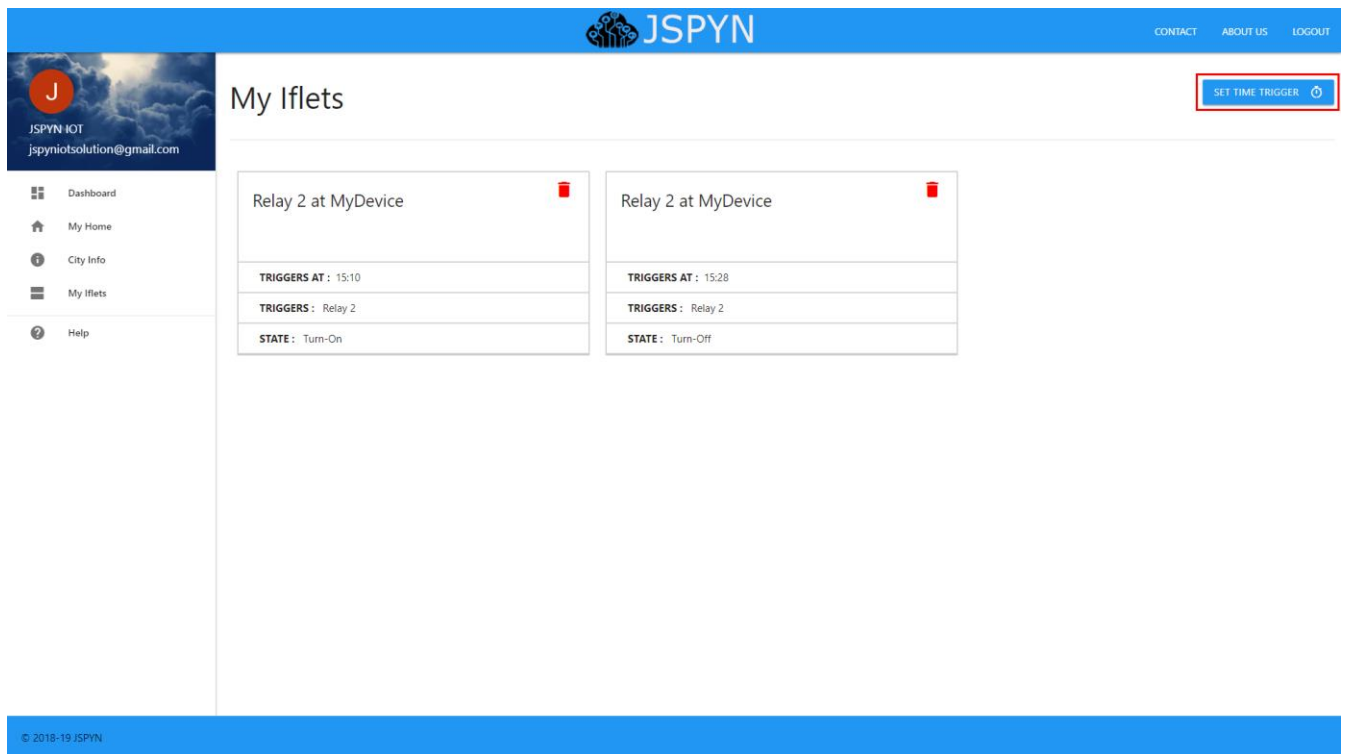 JSPYN
CONTACT ABOUT US LOGOUT
J
JSPYN IOT
jspyniotsolution@gmail.com
Dashboard
My Home
City Info
My Iflets
Help
My Iflets
SET TIME TRIGGER
Relay 2 at MyDevice
TRIGGERS AT : 15:10
TRIGGERS : Relay 2
STATE : Turn-On
Relay 2 at MyDevice
TRIGGERS AT : 15:28
TRIGGERS : Relay 2
STATE : Turn-Off
© 2018-19 JSPYN